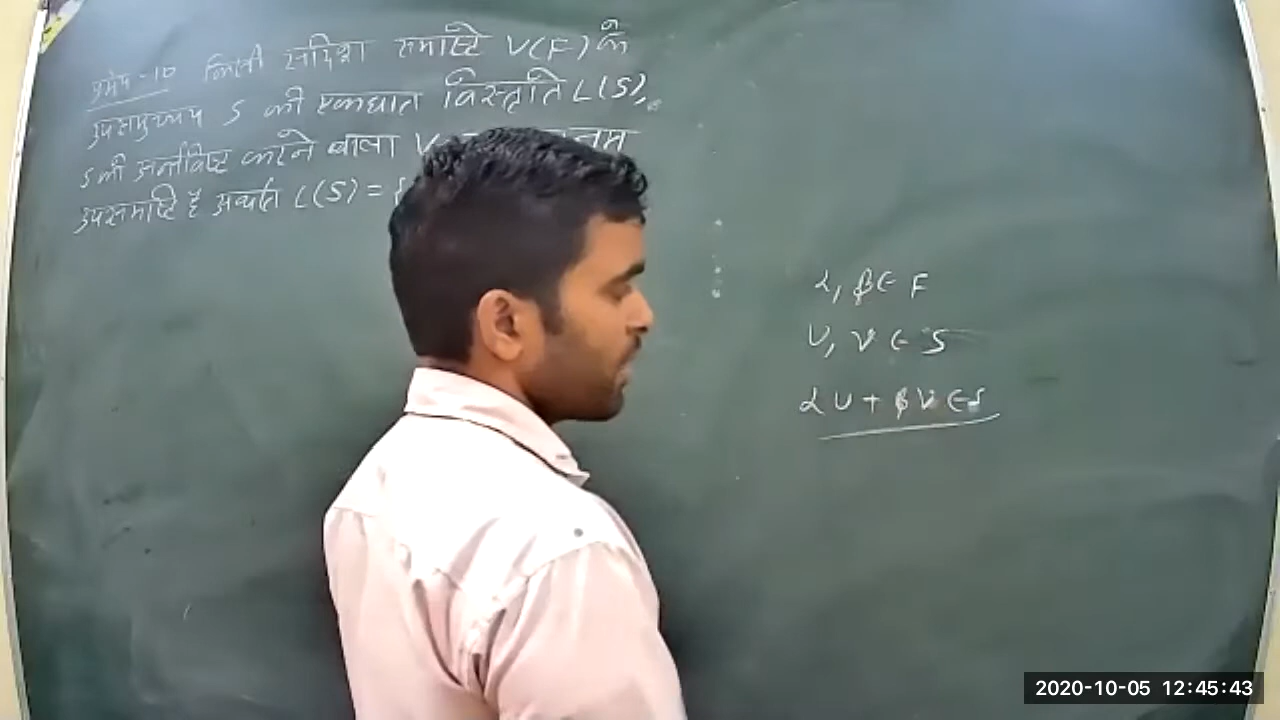 प्रमेय-10 किसी सदिश समष्टि V(F) के
उपसमुच्चय S की एकघात विस्तृति L(S),
S को अन्तर्विष्ट करने वाला V
उपसमष्टि है अर्थात L(S) = {
α, β ∈ F
U, V ∈ S
αU + βV ∈ S
2020-10-05 12:45:43